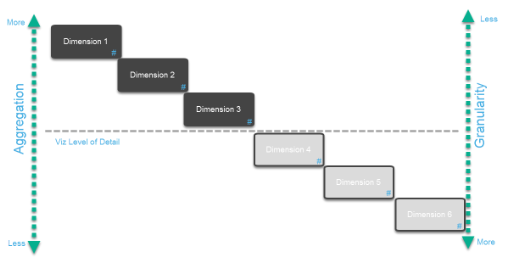 More
Less
Dimension 1
#
Dimension 2
#
Dimension 3
#
Aggregation
Granularity
Viz Level of Detail
Dimension 4
#
Dimension 5
#
Dimension 6
#
Less
More